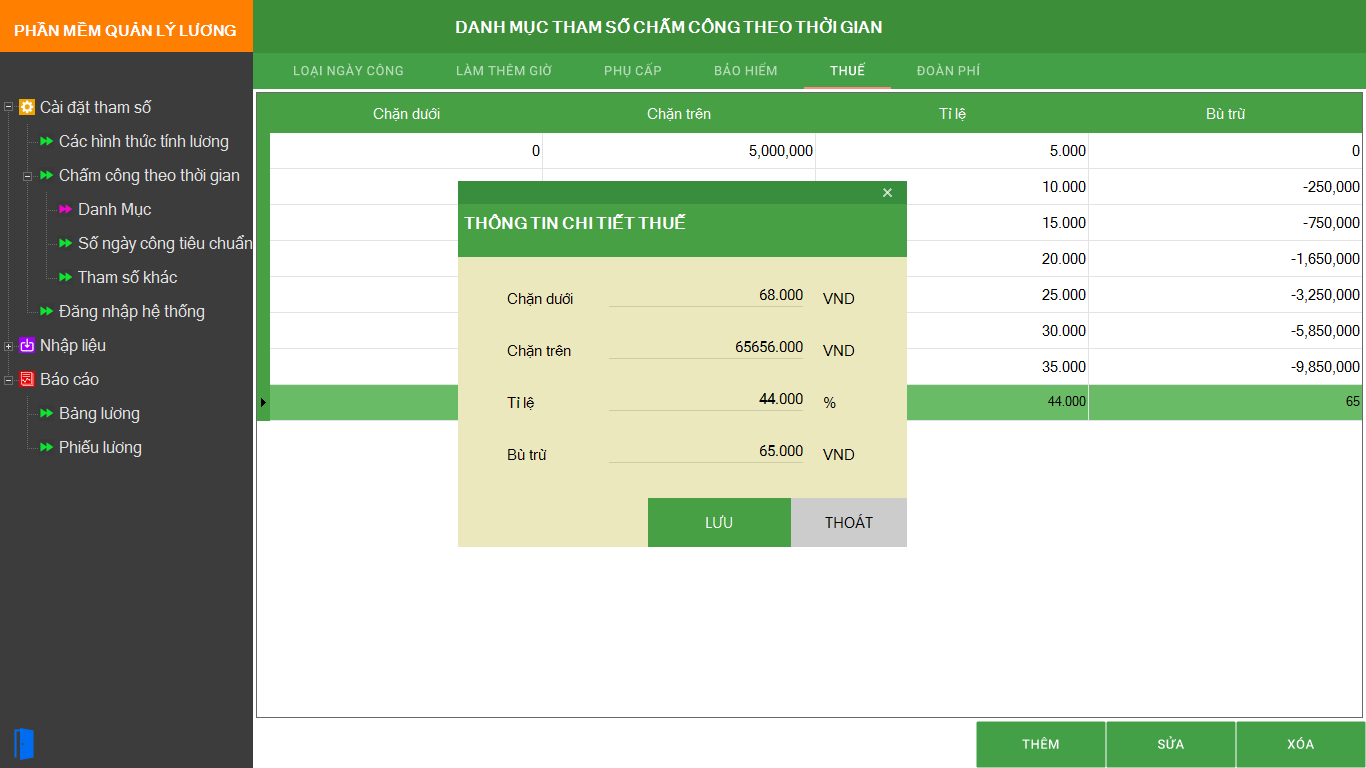 PHẦN MỀM QUẢN LÝ LƯƠNG
DANH MỤC THAM SỐ CHẤM CÔNG THEO THỜI GIAN
LOẠI NGÀY CÔNG LÀM THÊM GIỜ PHỤ CẤP BẢO HIỂM THUẾ ĐOÀN PHÍ
Cài đặt tham số
Các hình thức tính lương
Chấm công theo thời gian
Danh Mục
Số ngày công tiêu chuẩn
Tham số khác
Đăng nhập hệ thống
Nhập liệu
Báo cáo
Bảng lương
Phiếu lương
Chặn dưới Chặn trên Tỉ lệ Bù trừ
0 5,000,000 5.000 0
10.000 -250,000
15.000 -750,000
20.000 -1,650,000
25.000 -3,250,000
30.000 -5,850,000
35.000 -9,850,000
44.000 65
THÔNG TIN CHI TIẾT THUẾ
Chặn dưới 68.000 VND
Chặn trên 65656.000 VND
Tỉ lệ 44.000 %
Bù trừ 65.000 VND
LƯU THOÁT
THÊM SỬA XÓA